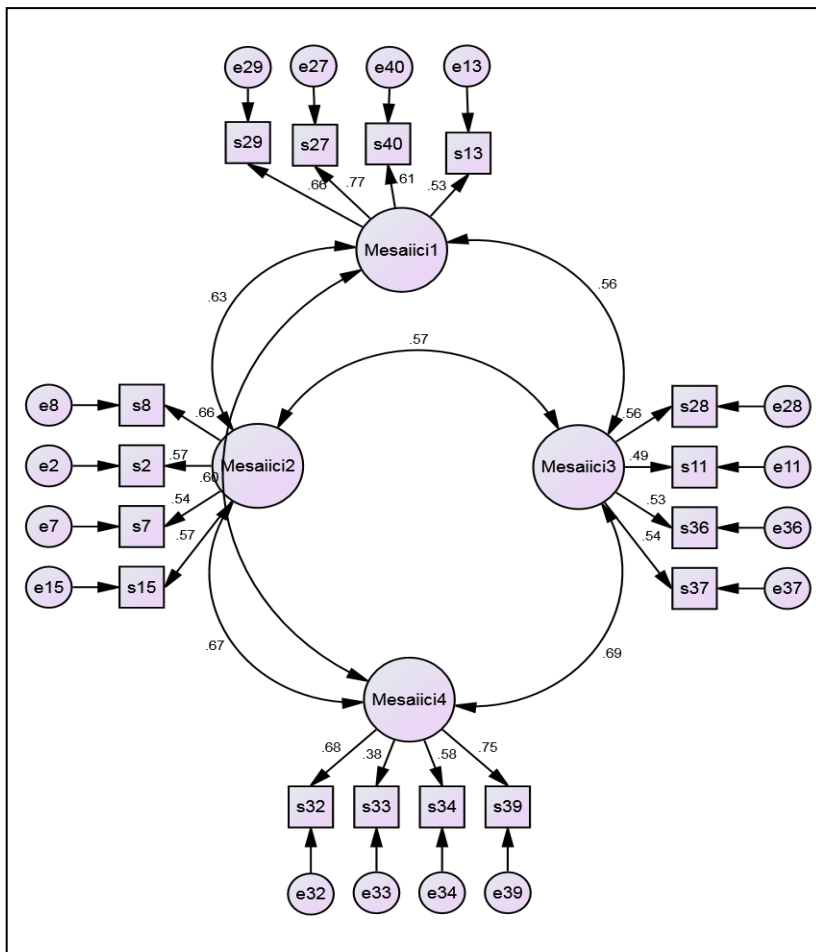 e29 e27 e40 e13
s29 s27 s40 s13
.66 .77 .61 .53
Mesaiici1
.63 .56
.57
e8 s8 .66 .56 s28 e28
e2 s2 .57 Mesaiici2 .60 Mesaiici3 .49 s11 e11
e7 s7 .54 .53 s36 e36
e15 s15 .57 .54 s37 e37
.67 .69
Mesaiici4
.68 .38 .58 .75
s32 s33 s34 s39
e32 e33 e34 e39